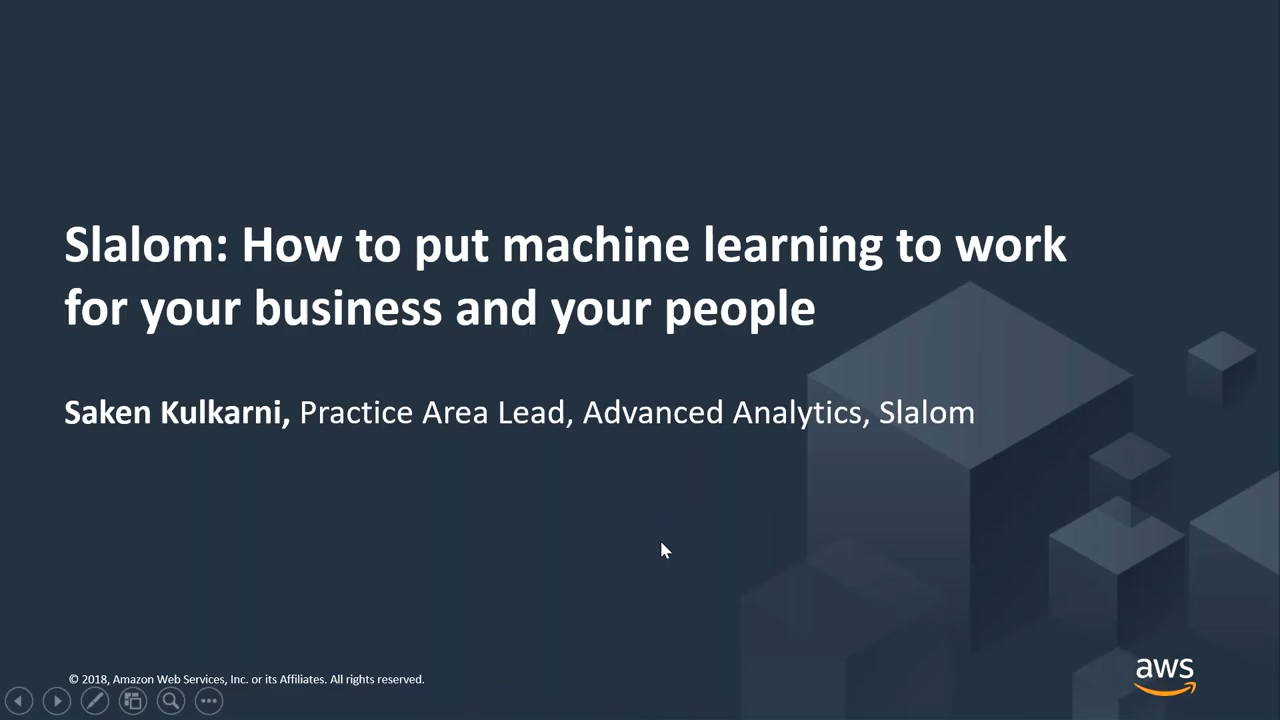 Slalom: How to put machine learning to work
for your business and your people
Saken Kulkarni, Practice Area Lead, Advanced Analytics, Slalom
© 2018, Amazon Web Services, Inc. or its Affiliates. All rights reserved.
aws